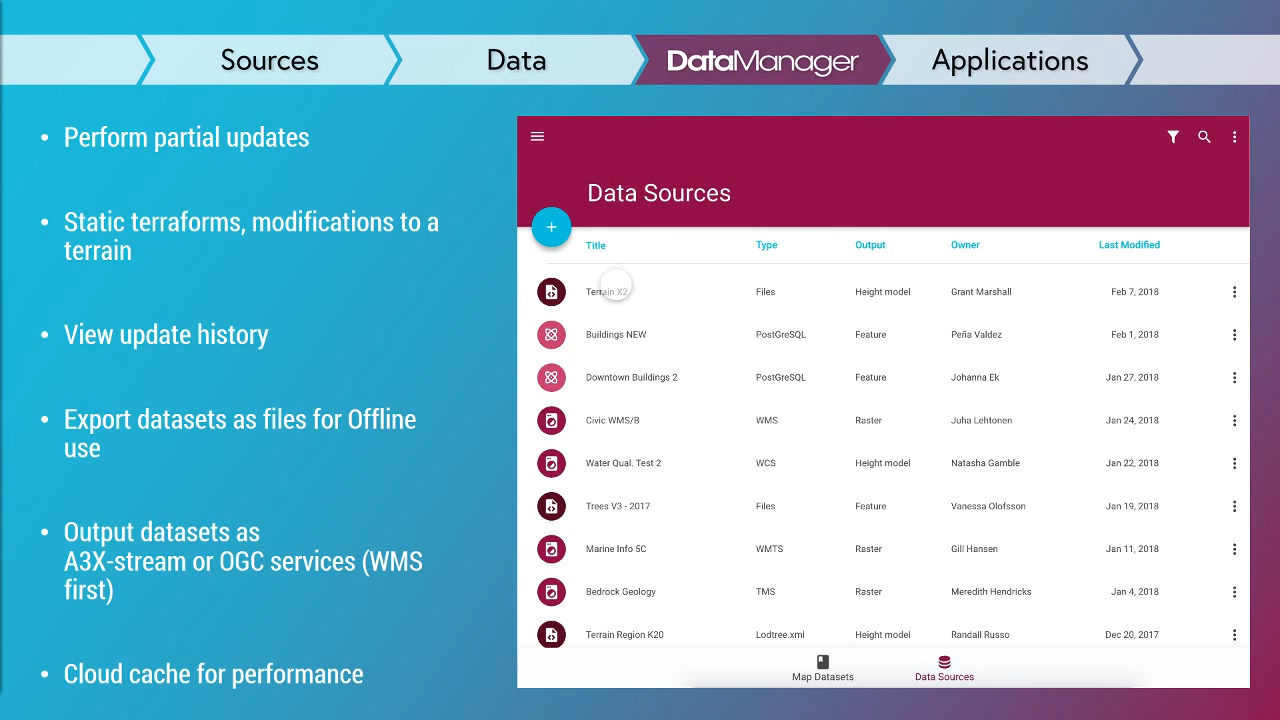 Sources
Data
DataManager
Applications
• Perform partial updates
• Static terraforms, modifications to a
terrain
• View update history
• Export datasets as files for Offline
use
• Output datasets as
A3X-stream or OGC services (WMS
first)
• Cloud cache for performance
Data Sources
+
Title Type Output Owner Last Modified
Terrain X2 Files Height model Grant Marshall Feb 7, 2018
Buildings NEW PostGreSQL Feature Peña Valdez Feb 1, 2018
Downtown Buildings 2 PostGreSQL Feature Johanna Ek Jan 27, 2018
Civic WMS/B WMS Raster Juha Lehtonen Jan 24, 2018
Water Qual. Test 2 WCS Height model Natasha Gamble Jan 22, 2018
Trees V3 - 2017 Files Feature Vanessa Olofsson Jan 19, 2018
Marine Info 5C WMTS Raster Gill Hansen Jan 11, 2018
Bedrock Geology TMS Raster Meredith Hendricks Jan 4, 2018
Terrain Region K20 Lodtree.xml Height model Randall Russo Dec 20, 2017
Map Datasets
Data Sources